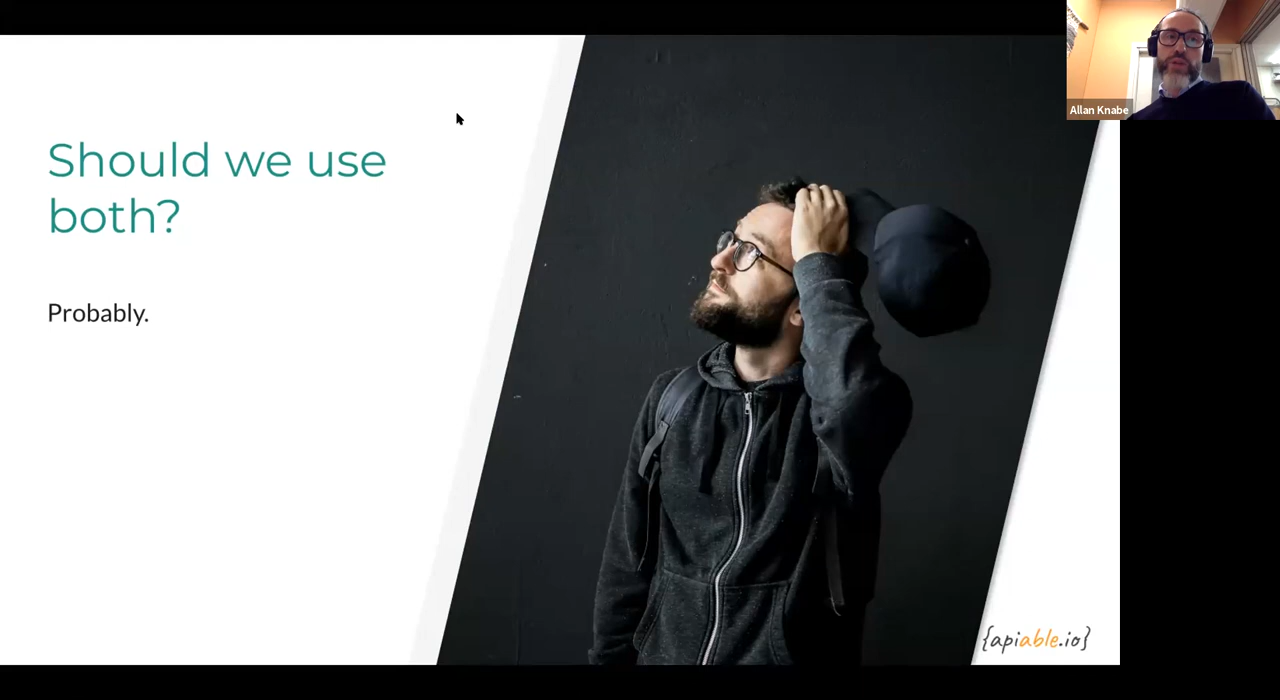 Allan Knabe
Should we use
both?
Probably.
{apiable.io}